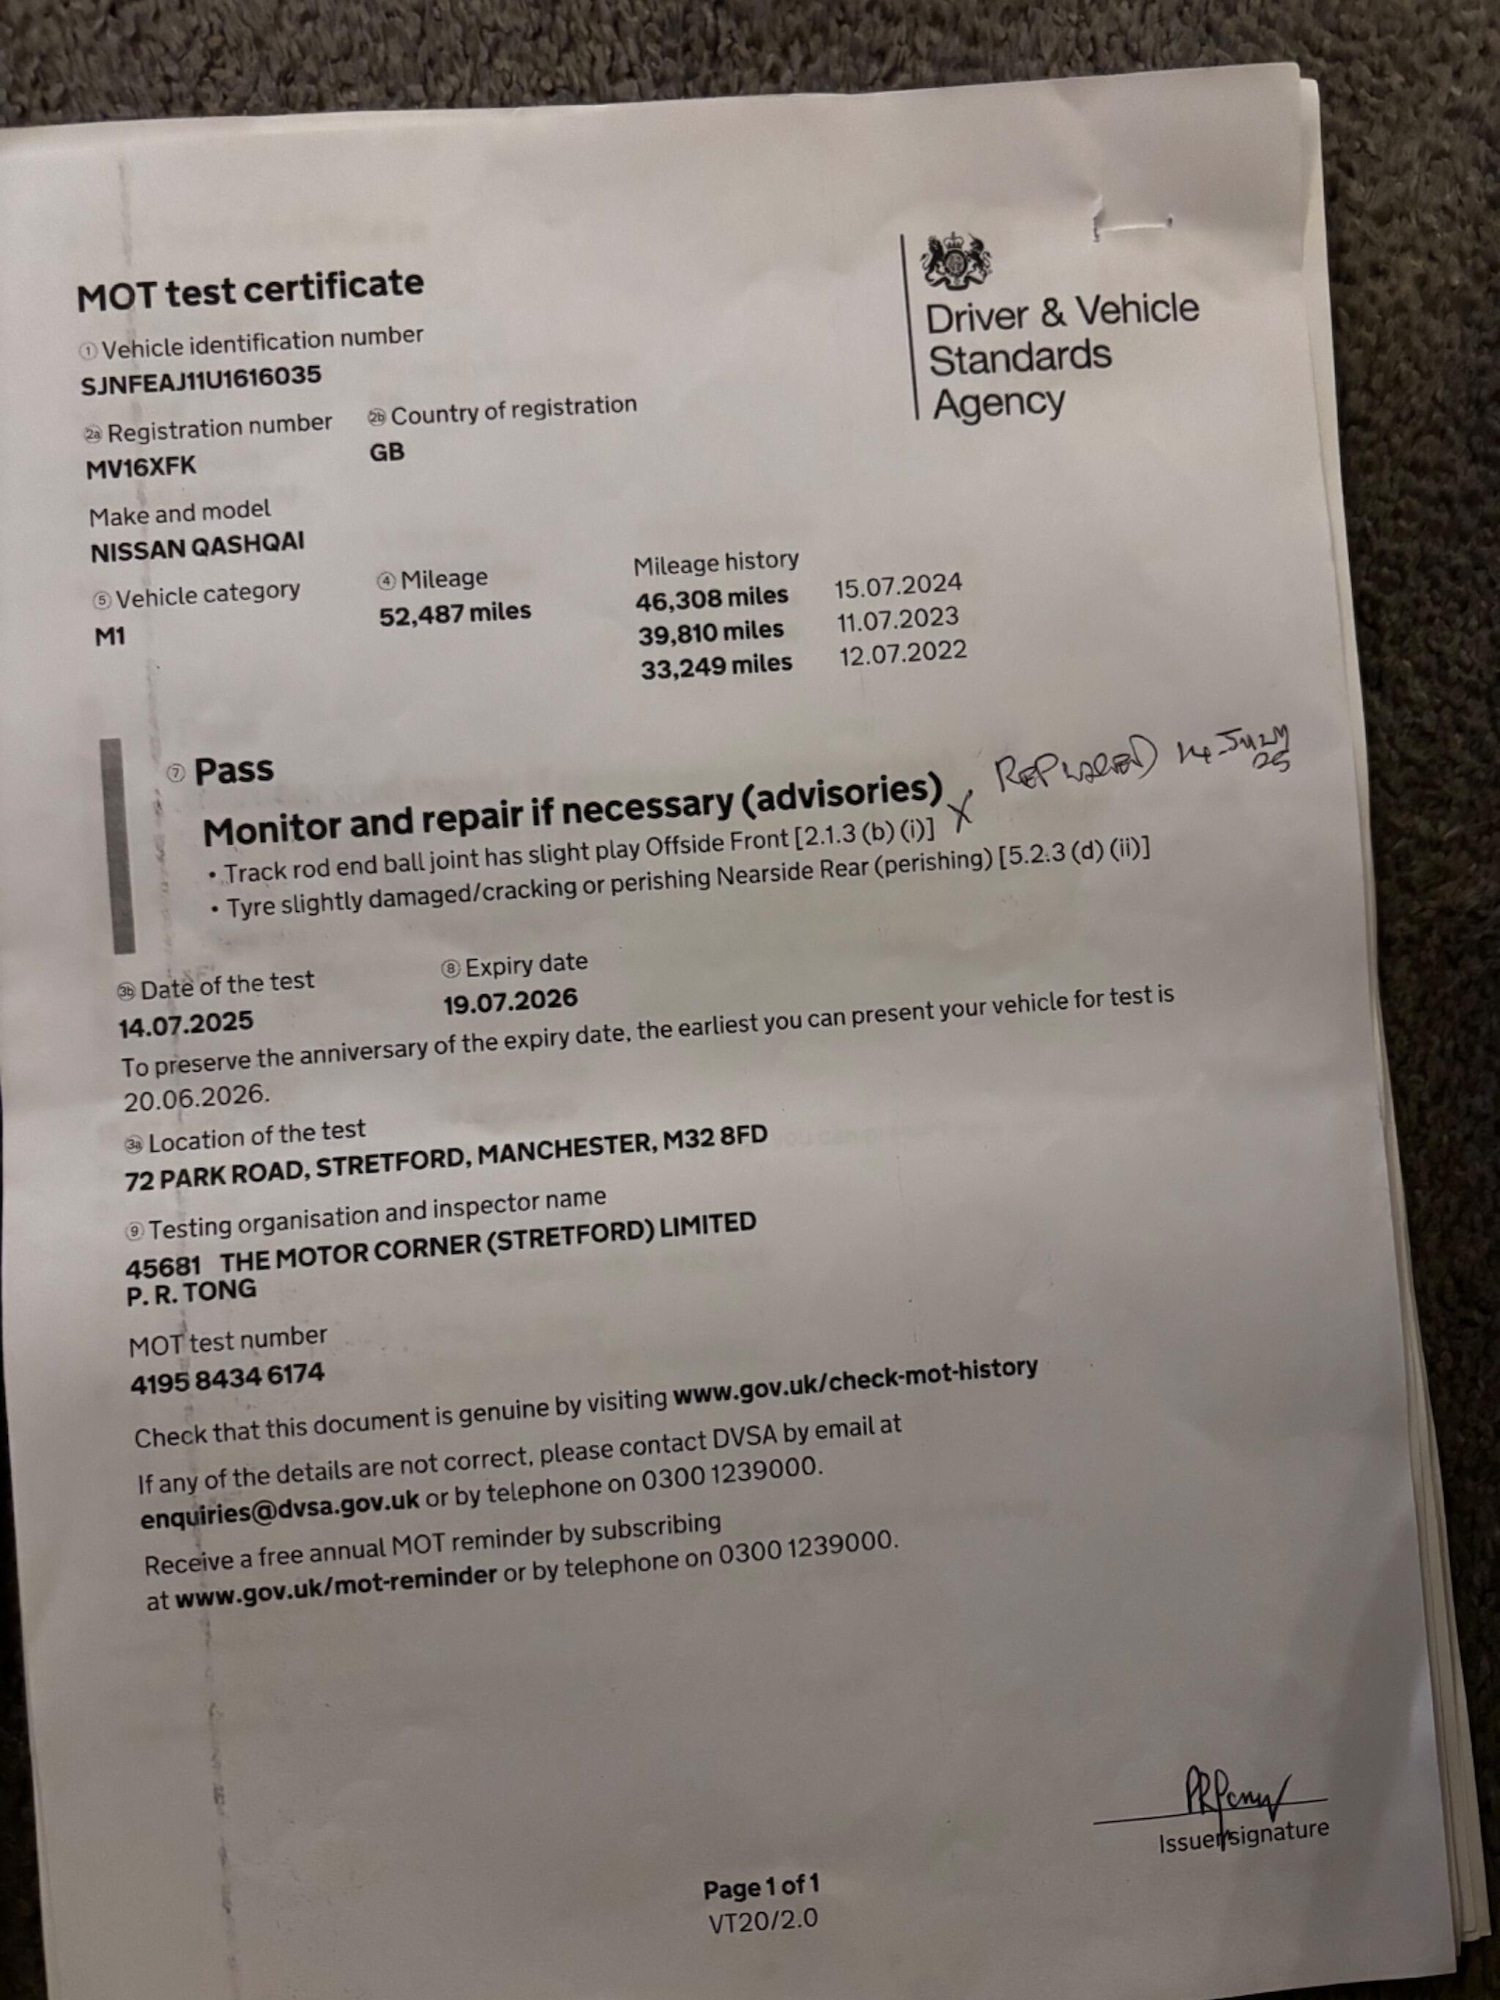 MOT test certificate
Driver & Vehicle
Standards
Agency
① Vehicle identification number
SJNFEAJ11U1616035
2a Registration number 2b Country of registration
MV16XFK GB
Make and model
NISSAN QASHQAI
⑤ Vehicle category ④ Mileage Mileage history
M1 52,487 miles 46,308 miles 15.07.2024
39,810 miles 11.07.2023
33,249 miles 12.07.2022
⑦ Pass
Monitor and repair if necessary (advisories)
• Track rod end ball joint has slight play Offside Front [2.1.3 (b) (i)] X REPLACED 14 JULY 25
• Tyre slightly damaged/cracking or perishing Nearside Rear (perishing) [5.2.3 (d) (ii)]
3b Date of the test ⑧ Expiry date
14.07.2025 19.07.2026
To preserve the anniversary of the expiry date, the earliest you can present your vehicle for test is
20.06.2026.
3a Location of the test
72 PARK ROAD, STRETFORD, MANCHESTER, M32 8FD
⑨ Testing organisation and inspector name
45681 THE MOTOR CORNER (STRETFORD) LIMITED
P. R. TONG
MOT test number
4195 8434 6174
Check that this document is genuine by visiting www.gov.uk/check-mot-history
If any of the details are not correct, please contact DVSA by email at
enquiries@dvsa.gov.uk or by telephone on 0300 1239000.
Receive a free annual MOT reminder by subscribing
at www.gov.uk/mot-reminder or by telephone on 0300 1239000.
Issuer signature
Page 1 of 1
VT20/2.0